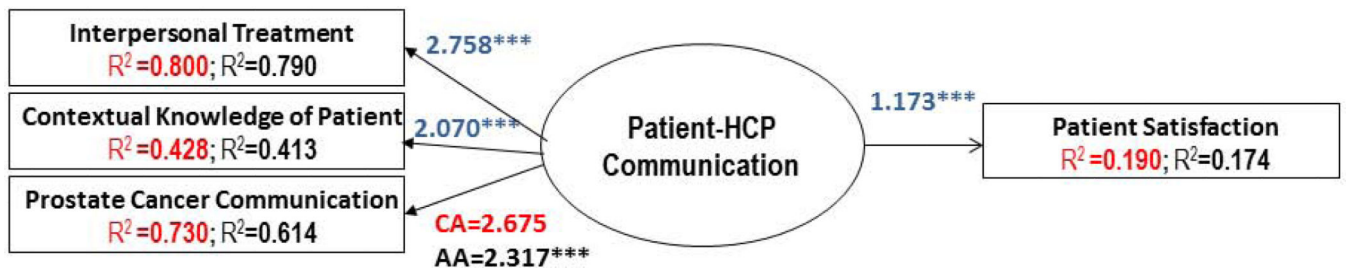 Interpersonal Treatment
R²=0.800; R²=0.790
2.758***
Contextual Knowledge of Patient
R²=0.428; R²=0.413
2.070***
Prostate Cancer Communication
R²=0.730; R²=0.614
CA=2.675
AA=2.317***
Patient-HCP
Communication
1.173***
Patient Satisfaction
R²=0.190; R²=0.174